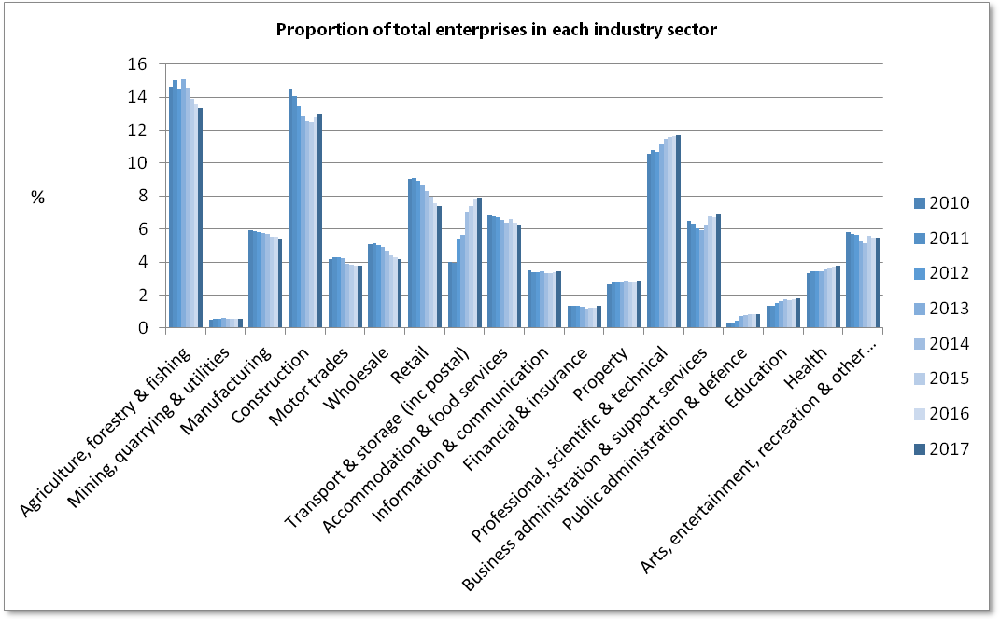 Proportion of total enterprises in each industry sector
16
14
12
10
8
6
4
2
0
%
Agriculture, forestry & fishing
Mining, quarrying & utilities
Manufacturing
Construction
Motor trades
Wholesale
Retail
Transport & storage (inc postal)
Accommodation & food services
Information & communication
Financial & insurance
Property
Professional, scientific & technical
Business administration & support services
Public administration & defence
Education
Health
Arts, entertainment, recreation & other...
2010
2011
2012
2013
2014
2015
2016
2017